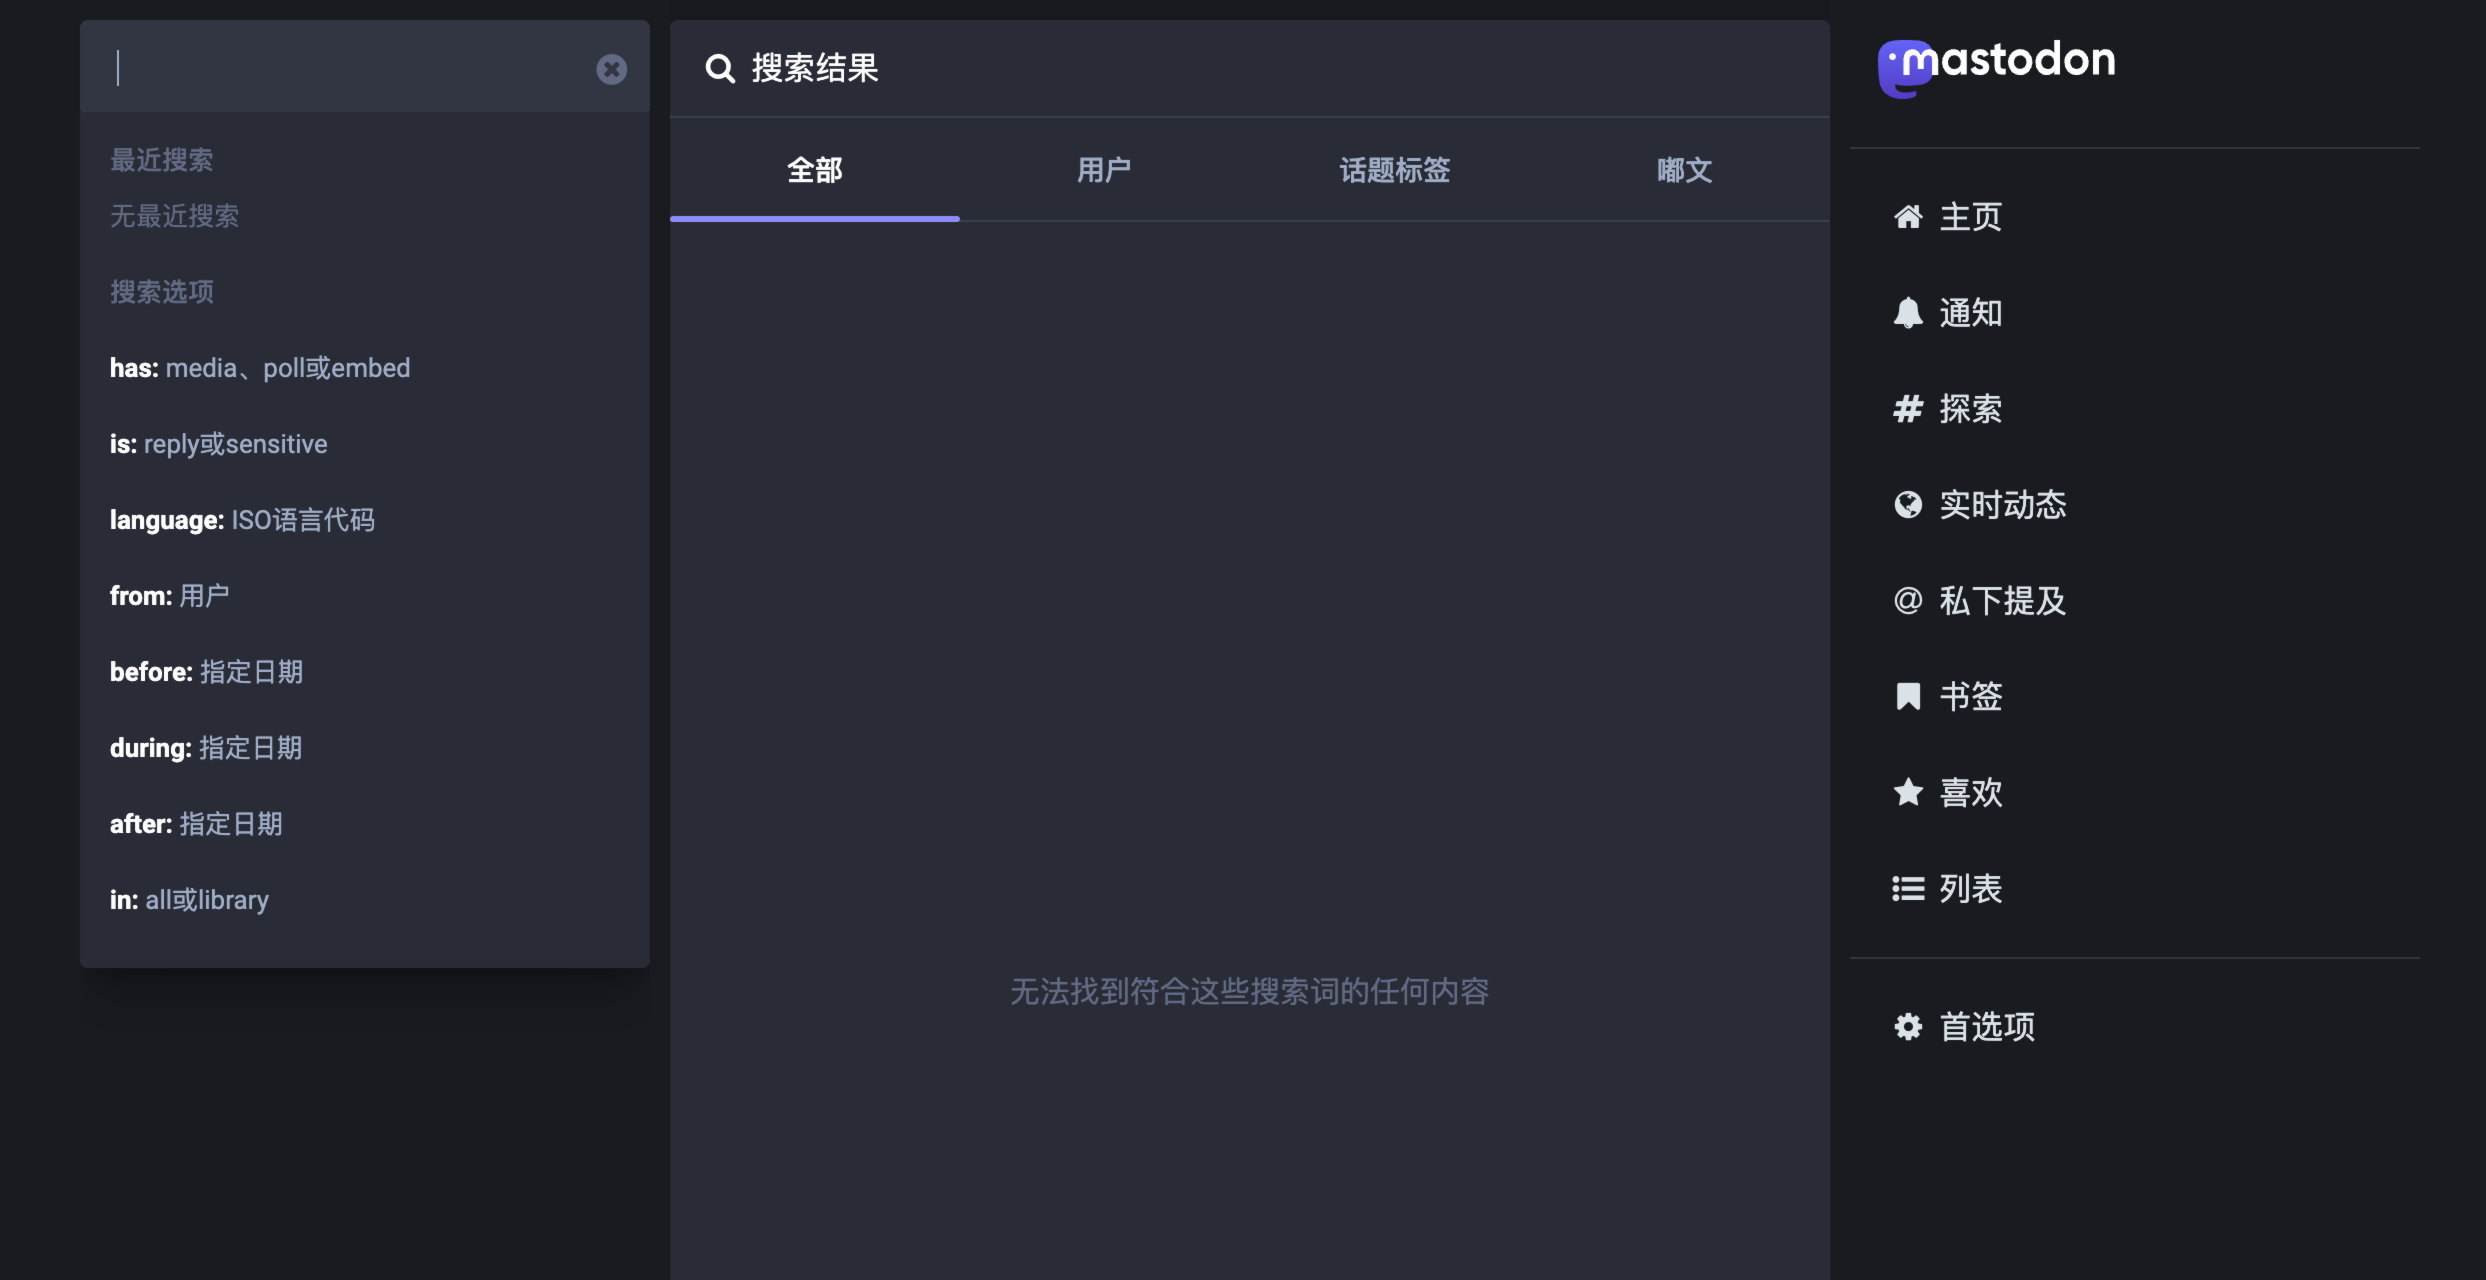 最近搜索
无最近搜索
搜索选项
has: media、poll或embed
is: reply或sensitive
language: ISO语言代码
from: 用户
before: 指定日期
during: 指定日期
after: 指定日期
in: all或library
搜索结果
全部 用户 话题标签 嘟文
无法找到符合这些搜索词的任何内容
mastodon
主页
通知
探索
实时动态
私下提及
书签
喜欢
列表
首选项